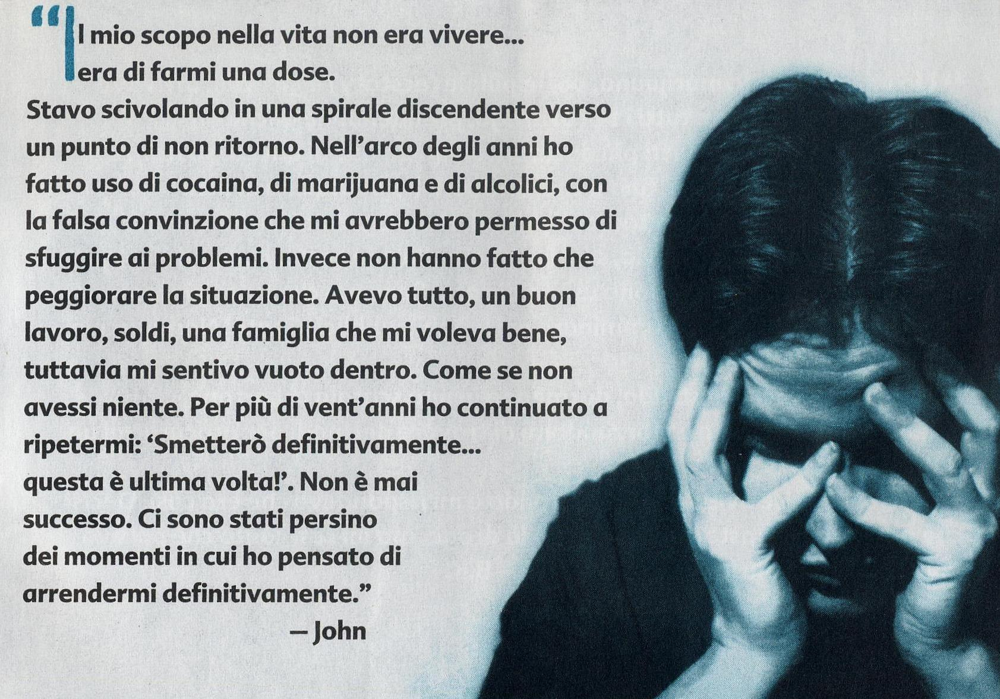 “Il mio scopo nella vita non era vivere...
era di farmi una dose.
Stavo scivolando in una spirale discendente verso
un punto di non ritorno. Nell’arco degli anni ho
fatto uso di cocaina, di marijuana e di alcolici, con
la falsa convinzione che mi avrebbero permesso di
sfuggire ai problemi. Invece non hanno fatto che
peggiorare la situazione. Avevo tutto, un buon
lavoro, soldi, una famiglia che mi voleva bene,
tuttavia mi sentivo vuoto dentro. Come se non
avessi niente. Per più di vent’anni ho continuato a
ripetermi: ‘Smetterò definitivamente...
questa è ultima volta!’. Non è mai
successo. Ci sono stati persino
dei momenti in cui ho pensato di
arrendermi definitivamente.”
– John